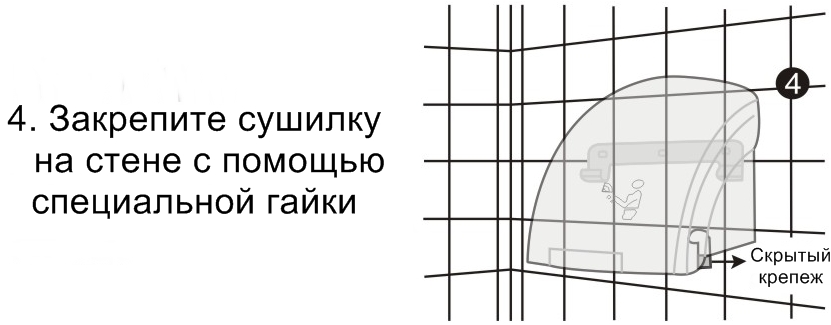 4. Закрепите сушилку
на стене с помощью
специальной гайки
4
Скрытый
крепеж